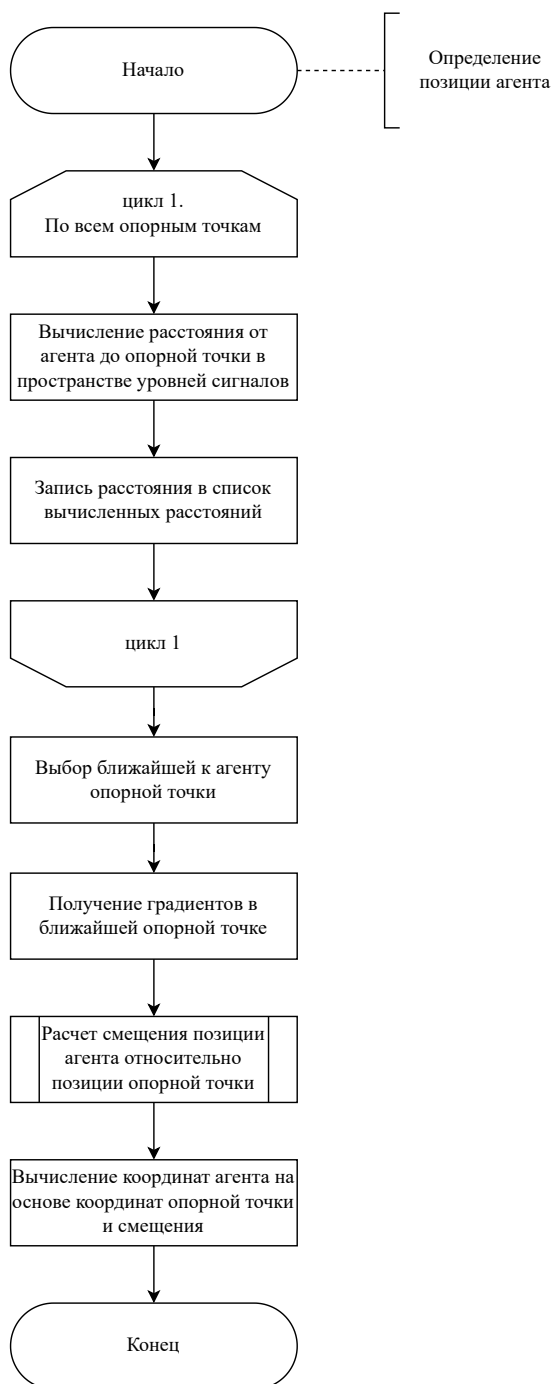 Начало
Определение
позиции агента
цикл 1.
По всем опорным точкам
Вычисление расстояния от
агента до опорной точки в
пространстве уровней сигналов
Запись расстояния в список
вычисленных расстояний
цикл 1
Выбор ближайшей к агенту
опорной точки
Получение градиентов в
ближайшей опорной точке
Расчет смещения позиции
агента относительно
позиции опорной точки
Вычисление координат агента на
основе координат опорной точки
и смещения
Конец